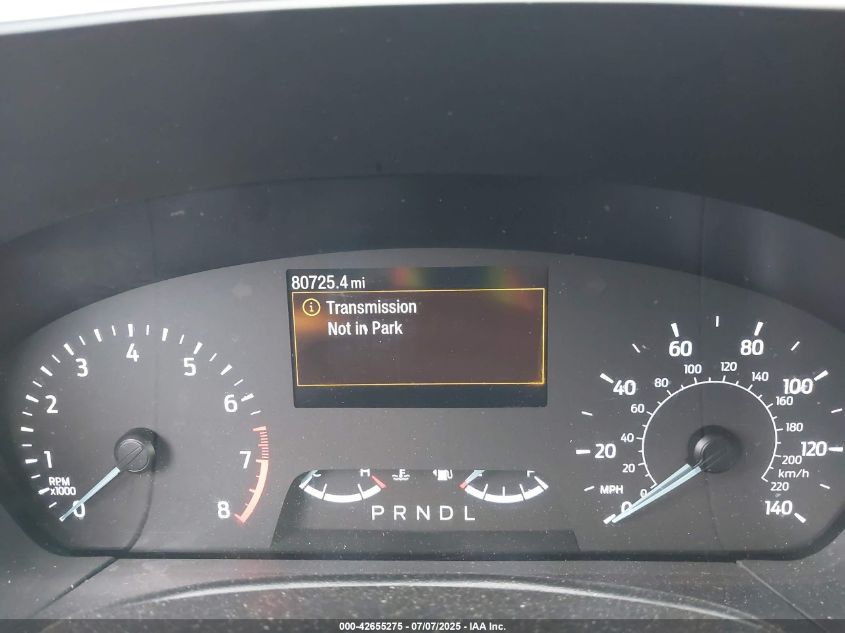 80725.4 mi
Transmission
Not in Park
0 1 2 3 4 5 6 7 8
RPM
x1000
H E F
PRNDL
0 20 40 60 80 100 120 140
MPH
0 20 40 60 80 100 120 140 160 180 200 220
km/h
000-42655275 - 07/07/2025 - IAA Inc.